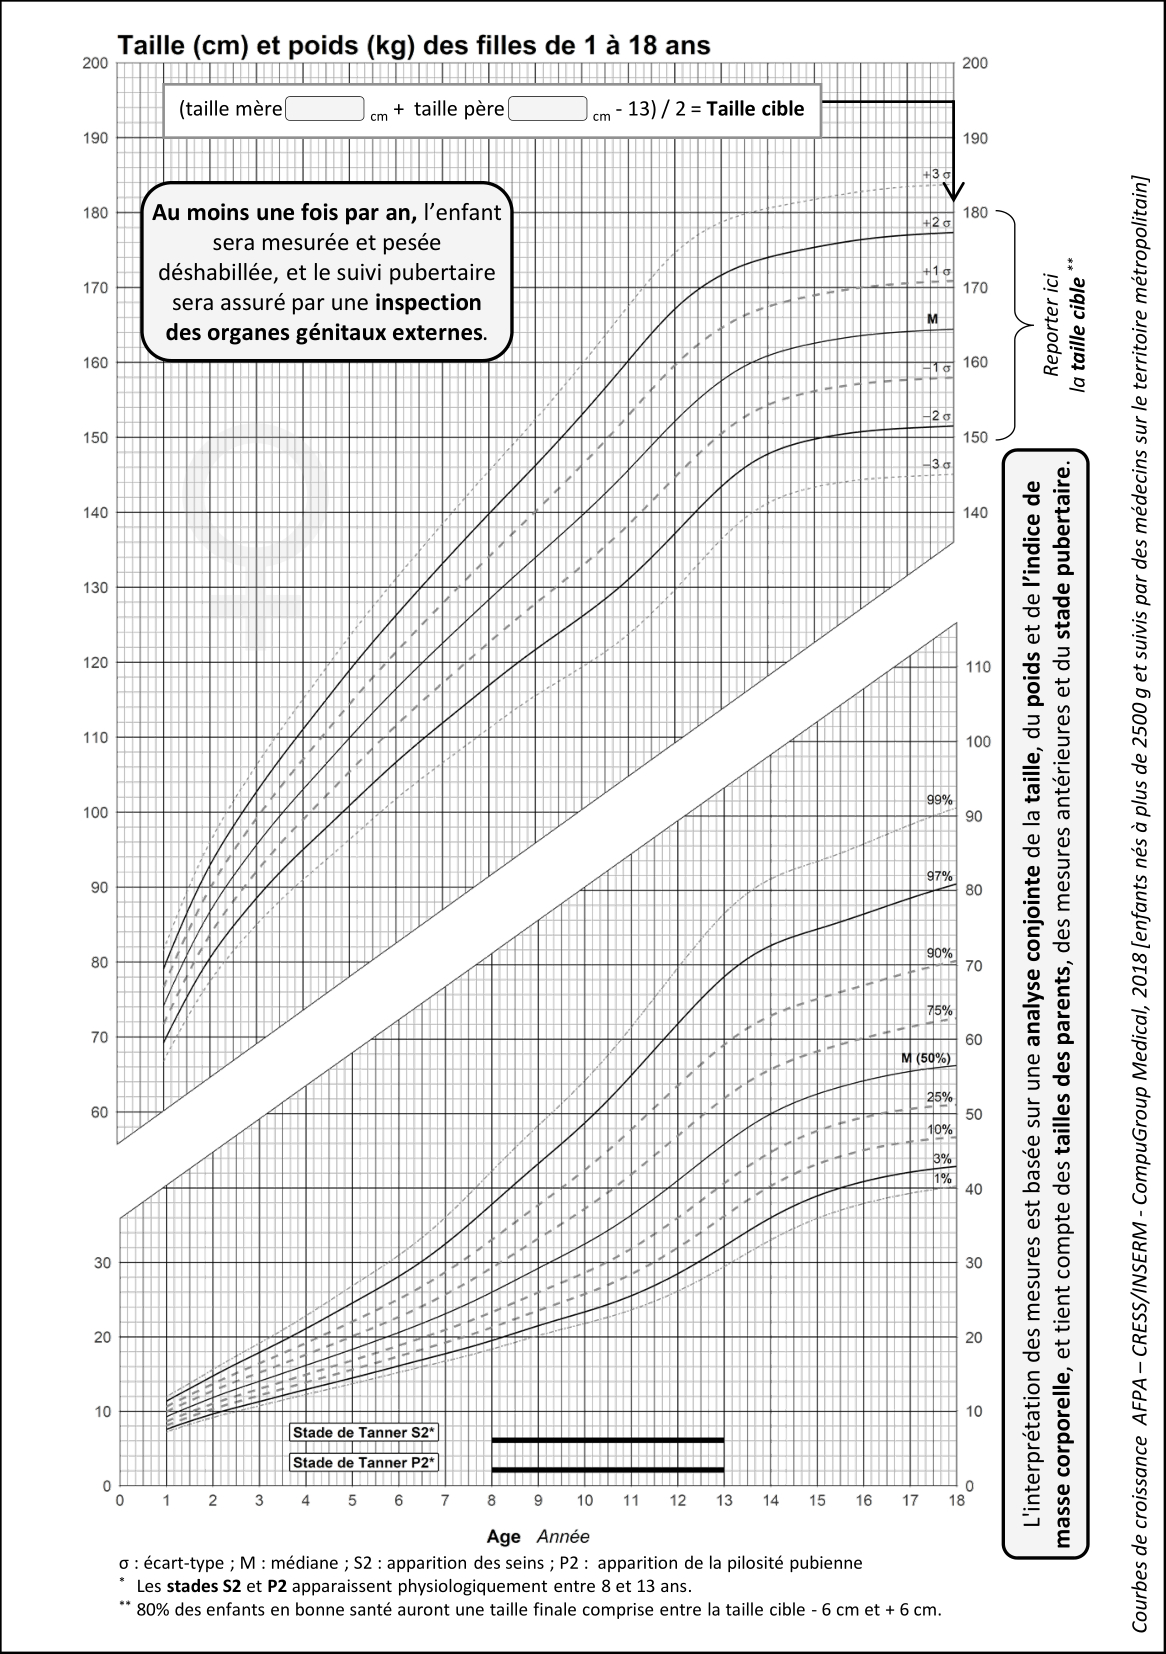 Taille (cm) et poids (kg) des filles de 1 à 18 ans
(taille mère cm + taille père cm - 13) / 2 = Taille cible
Au moins une fois par an, l'enfant
sera mesurée et pesée
déshabillée, et le suivi pubertaire
sera assuré par une inspection
des organes génitaux externes.
200
190
180
170
160
150
140
130
120
110
100
90
80
70
60
30
20
10
0
200
190
180
170
160
150
140
+3 σ
+2 σ
+1 σ
M
–1 σ
–2 σ
–3 σ
Reporter ici
la taille cible **
110
100
90
80
70
60
50
40
30
20
10
0
99%
97%
90%
75%
M (50%)
25%
10%
3%
1%
Stade de Tanner S2*
Stade de Tanner P2*
0 1 2 3 4 5 6 7 8 9 10 11 12 13 14 15 16 17 18
Age Année
L'interprétation des mesures est basée sur une analyse conjointe de la taille, du poids et de l'indice de
masse corporelle, et tient compte des tailles des parents, des mesures antérieures et du stade pubertaire.
Courbes de croissance AFPA – CRESS/INSERM - CompuGroup Medical, 2018 [enfants nés à plus de 2500 g et suivis par des médecins sur le territoire métropolitain]
σ : écart-type ; M : médiane ; S2 : apparition des seins ; P2 : apparition de la pilosité pubienne
* Les stades S2 et P2 apparaissent physiologiquement entre 8 et 13 ans.
** 80% des enfants en bonne santé auront une taille finale comprise entre la taille cible - 6 cm et + 6 cm.